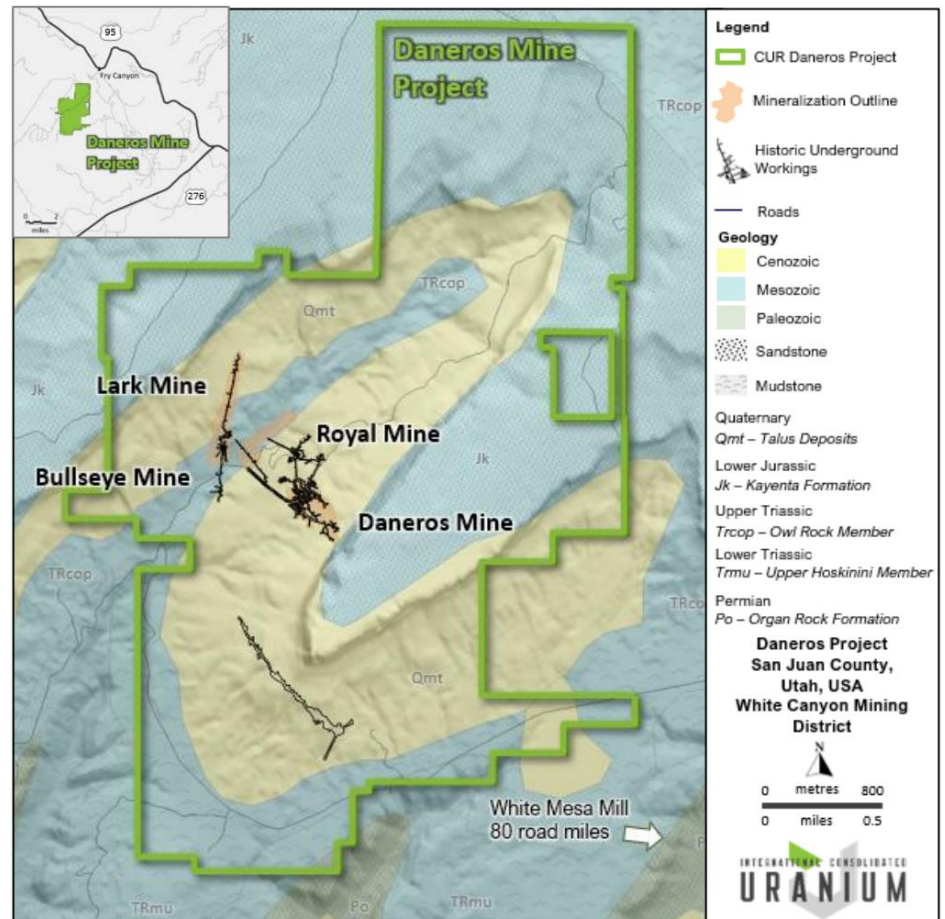 95
Fry Canyon
Daneros Mine
Project
276
0 2
miles
Jk
Daneros Mine
Project
TRcop
TRcop
Qmt
Jk
Lark Mine
Royal Mine
Bullseye Mine
Jk
Daneros Mine
TRcop
Qmt
White Mesa Mill
80 road miles
TRmu
Po
TRmu
Legend
CUR Daneros Project
Mineralization Outline
Historic Underground
Workings
Roads
Geology
Cenozoic
Mesozoic
Paleozoic
Sandstone
Mudstone
Quaternary
Qmt – Talus Deposits
Lower Jurassic
Jk – Kayenta Formation
Upper Triassic
Trcop – Owl Rock Member
Lower Triassic
Trmu – Upper Hoskinini Member
Permian
Po – Organ Rock Formation
Daneros Project
San Juan County,
Utah, USA
White Canyon Mining
District
N
0 metres 800
0 miles 0.5
INTERNATIONAL CONSOLIDATED
URANIUM